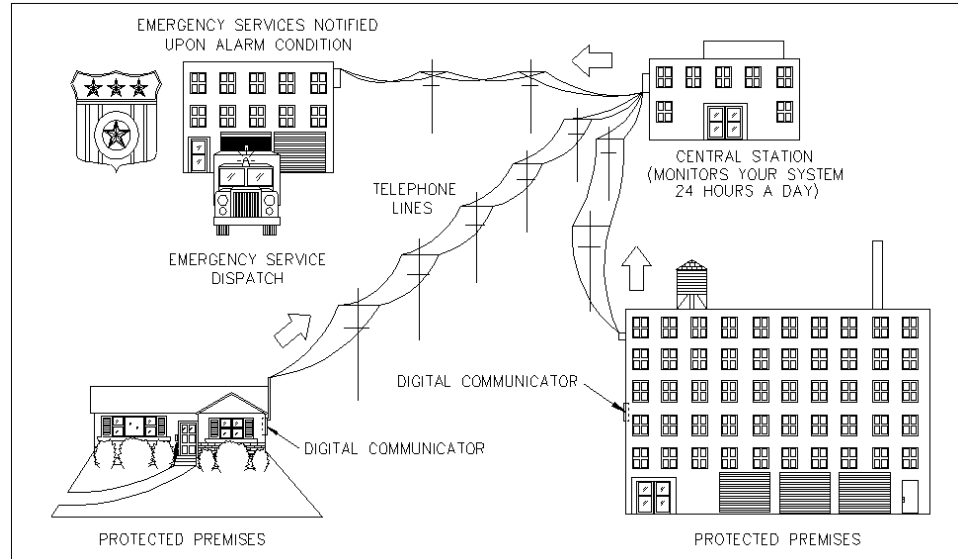 EMERGENCY SERVICES NOTIFIED
UPON ALARM CONDITION
CENTRAL STATION
(MONITORS YOUR SYSTEM
24 HOURS A DAY)
TELEPHONE
LINES
EMERGENCY SERVICE
DISPATCH
DIGITAL COMMUNICATOR
DIGITAL COMMUNICATOR
PROTECTED PREMISES
PROTECTED PREMISES